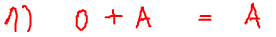 1) 0 + A = A